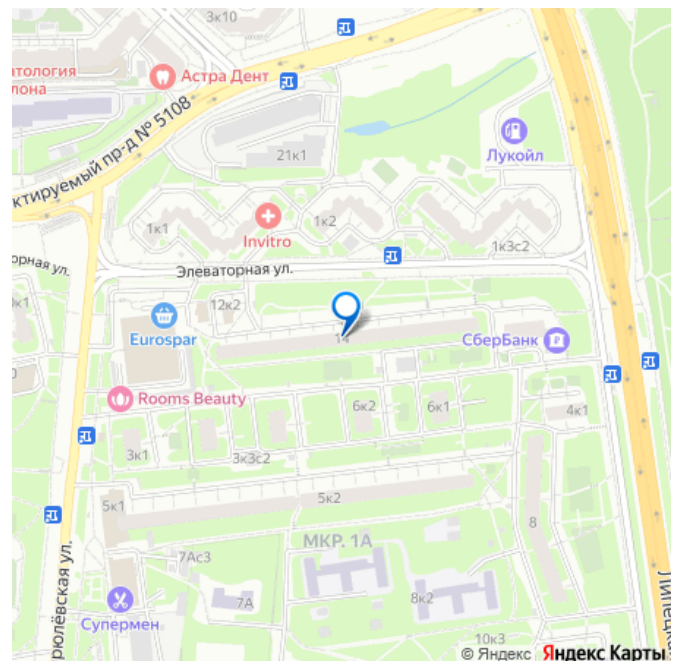 3к10
Астра Дент
атология
лона
ктируемый пр-д № 5108
21к1
Лукойл
1к1
1к2
Invitro
1к3с2
орная ул.
Элеваторная ул.
0к1
12к2
Eurospar
14
СберБанк
Rooms Beauty
6к2
6к1
4к1
3к1
3к3с2
5к1
5к2
8
МКР. 1А
7Ас3
7А
8к2
Супермен
рюлёвская ул.
Липецка
10к3
© Яндекс Яндекс Карты